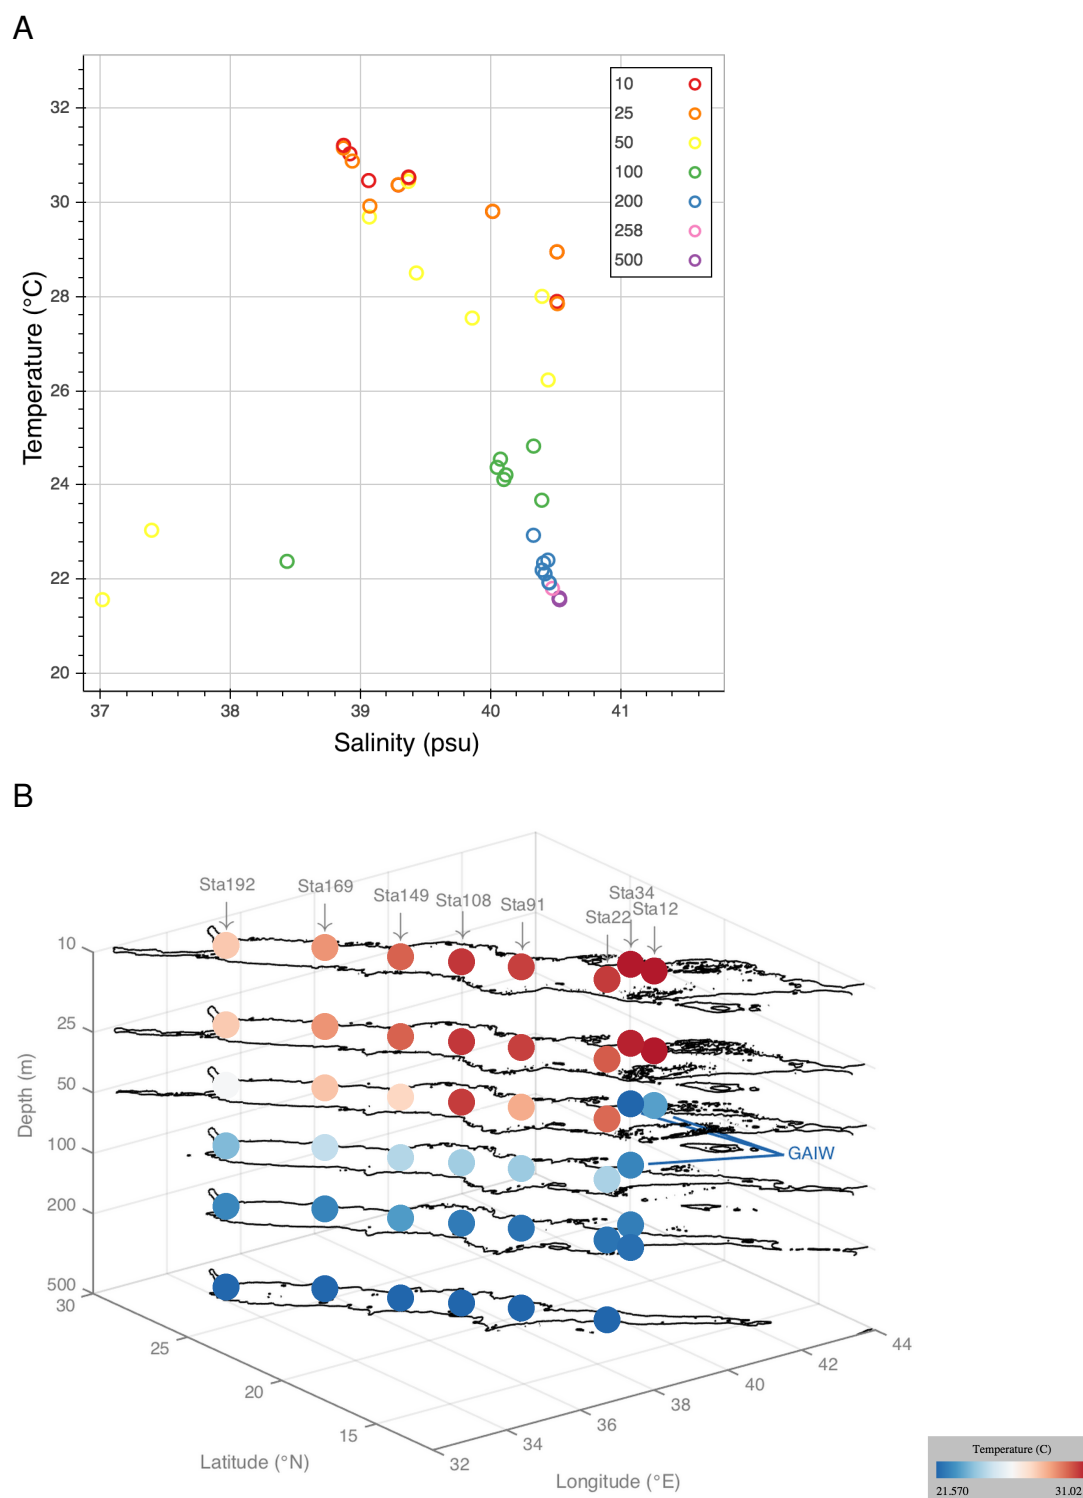 A
10
25
50
100
200
258
500
32
30
28
26
24
22
20
Temperature (°C)
37
38
39
40
41
Salinity (psu)
B
Sta192
Sta169
Sta149
Sta108
Sta91
Sta34
Sta22
Sta12
10
25
50
100
200
500
Depth (m)
GAIW
30
25
20
15
Latitude (°N)
32
34
36
38
40
42
44
Longitude (°E)
Temperature (C)
21.570
31.02